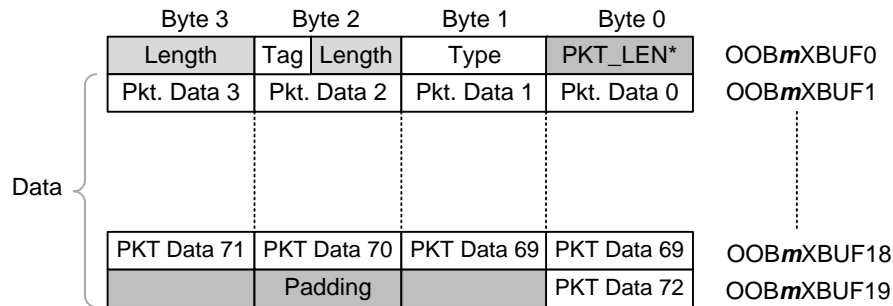 Byte 3 Byte 2 Byte 1 Byte 0
Length Tag Length Type PKT_LEN* OOBmXBUF0
Pkt. Data 3 Pkt. Data 2 Pkt. Data 1 Pkt. Data 0 OOBmXBUF1
Data
PKT Data 71 PKT Data 70 PKT Data 69 PKT Data 69 OOBmXBUF18
Padding PKT Data 72 OOBmXBUF19